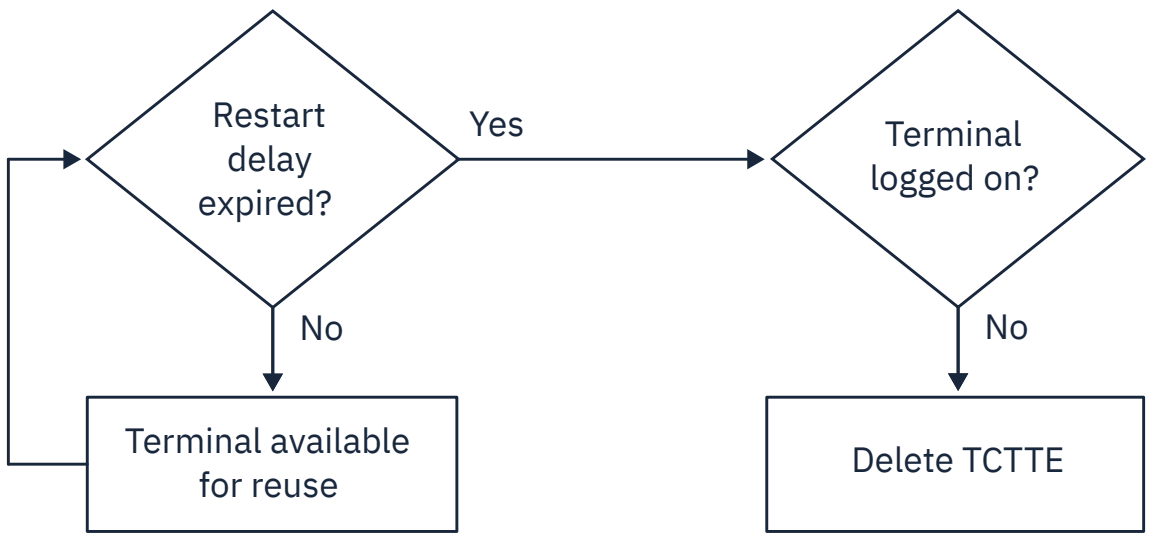 Restart
delay
expired?
Yes
Terminal
logged on?
No
No
Terminal available
for reuse
Delete TCTTE